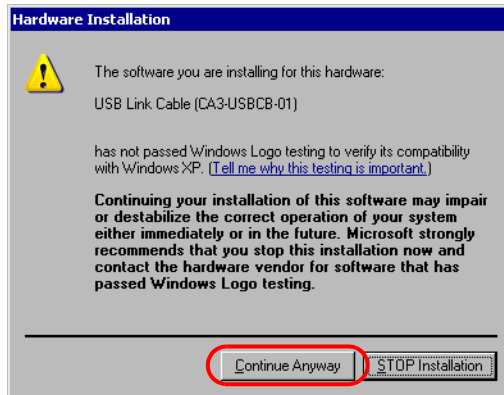 Hardware Installation
The software you are installing for this hardware:
USB Link Cable (CA3-USBCB-01)
has not passed Windows Logo testing to verify its compatibility
with Windows XP. (Tell me why this testing is important.)
Continuing your installation of this software may impair
or destabilize the correct operation of your system
either immediately or in the future. Microsoft strongly
recommends that you stop this installation now and
contact the hardware vendor for software that has
passed Windows Logo testing.
Continue Anyway STOP Installation